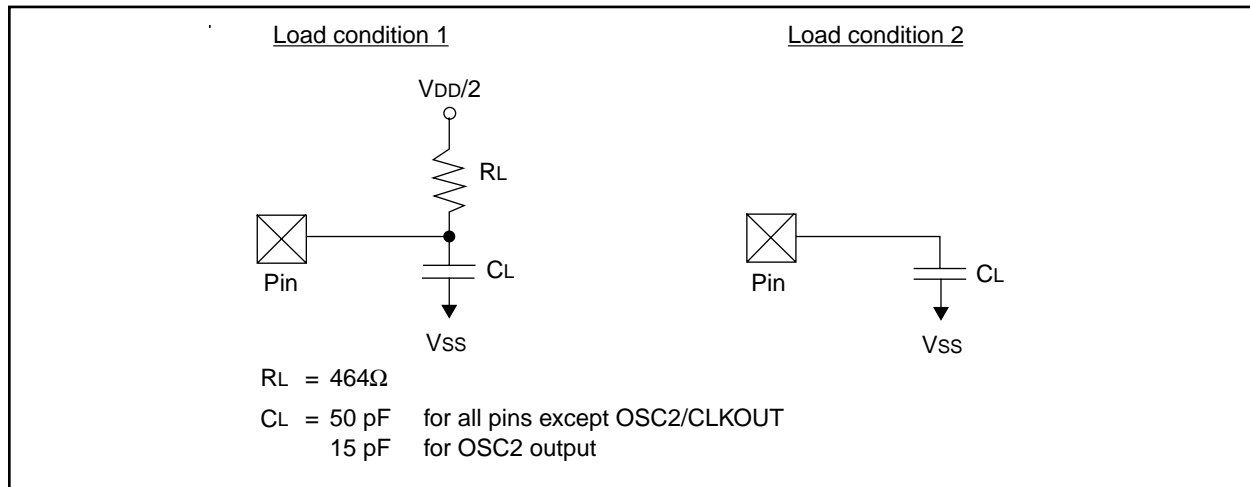 Load condition 1
Load condition 2
VDD/2
RL
Pin
CL
VSS
Pin
CL
VSS
RL = 464Ω
CL = 50 pF for all pins except OSC2/CLKOUT
15 pF for OSC2 output